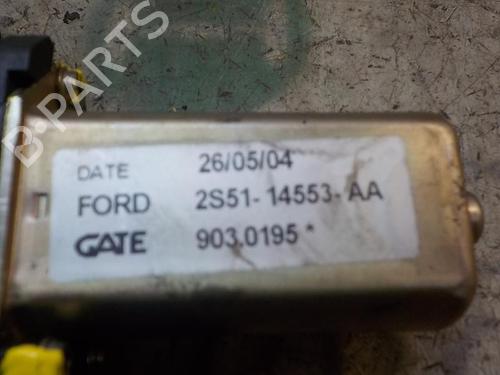 DATE 26/05/04
FORD 2S51-14553-AA
GATE 903.0195*
B-PARTS